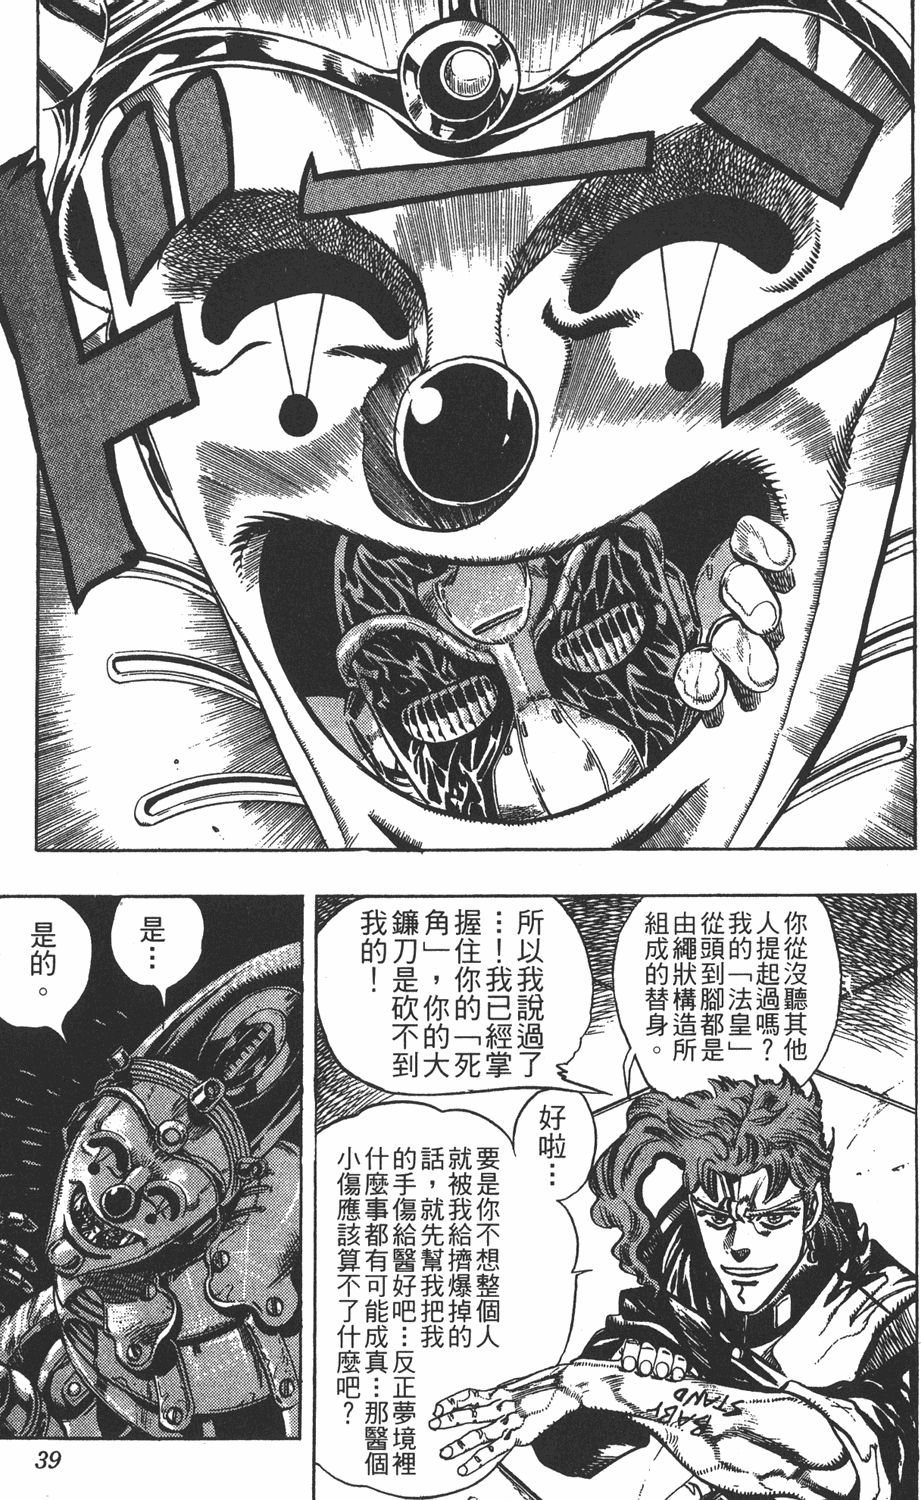 ドドーン
你從沒聽其他
人提起過嗎？
我的「法皇」
從頭到腳都是
由繩狀構造所
組成的替身。
所以我說過了
…！我已經掌
握住你的「死
角」，你的大
鐮刀是砍不到
我的！
好啦…
要是你不想整個人
就被我給擠爆掉的
話，就先幫我把我
的手傷給醫好吧…反正夢境裡
什麼事都有可能成真…那醫個
小傷應該算不了什麼吧？
BABY
STAND
是…
是的。
39